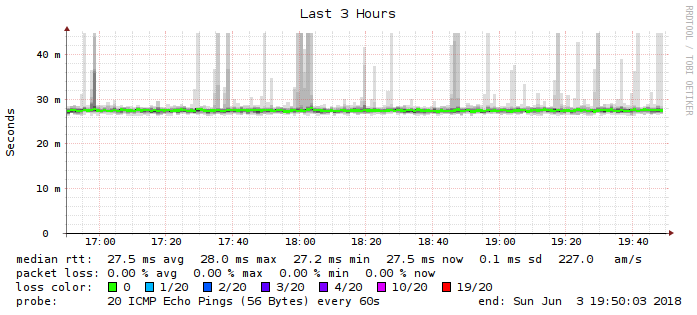 Last 3 Hours
RRDTOOL / TOBI OETIKER
Seconds
40 m
30 m
20 m
10 m
0
17:00 17:20 17:40 18:00 18:20 18:40 19:00 19:20 19:40
median rtt: 27.5 ms avg 28.0 ms max 27.2 ms min 27.5 ms now 0.1 ms sd 227.0 am/s
packet loss: 0.00 % avg 0.00 % max 0.00 % min 0.00 % now
loss color: 0 1/20 2/20 3/20 4/20 10/20 19/20
probe: 20 ICMP Echo Pings (56 Bytes) every 60s end: Sun Jun 3 19:50:03 2018